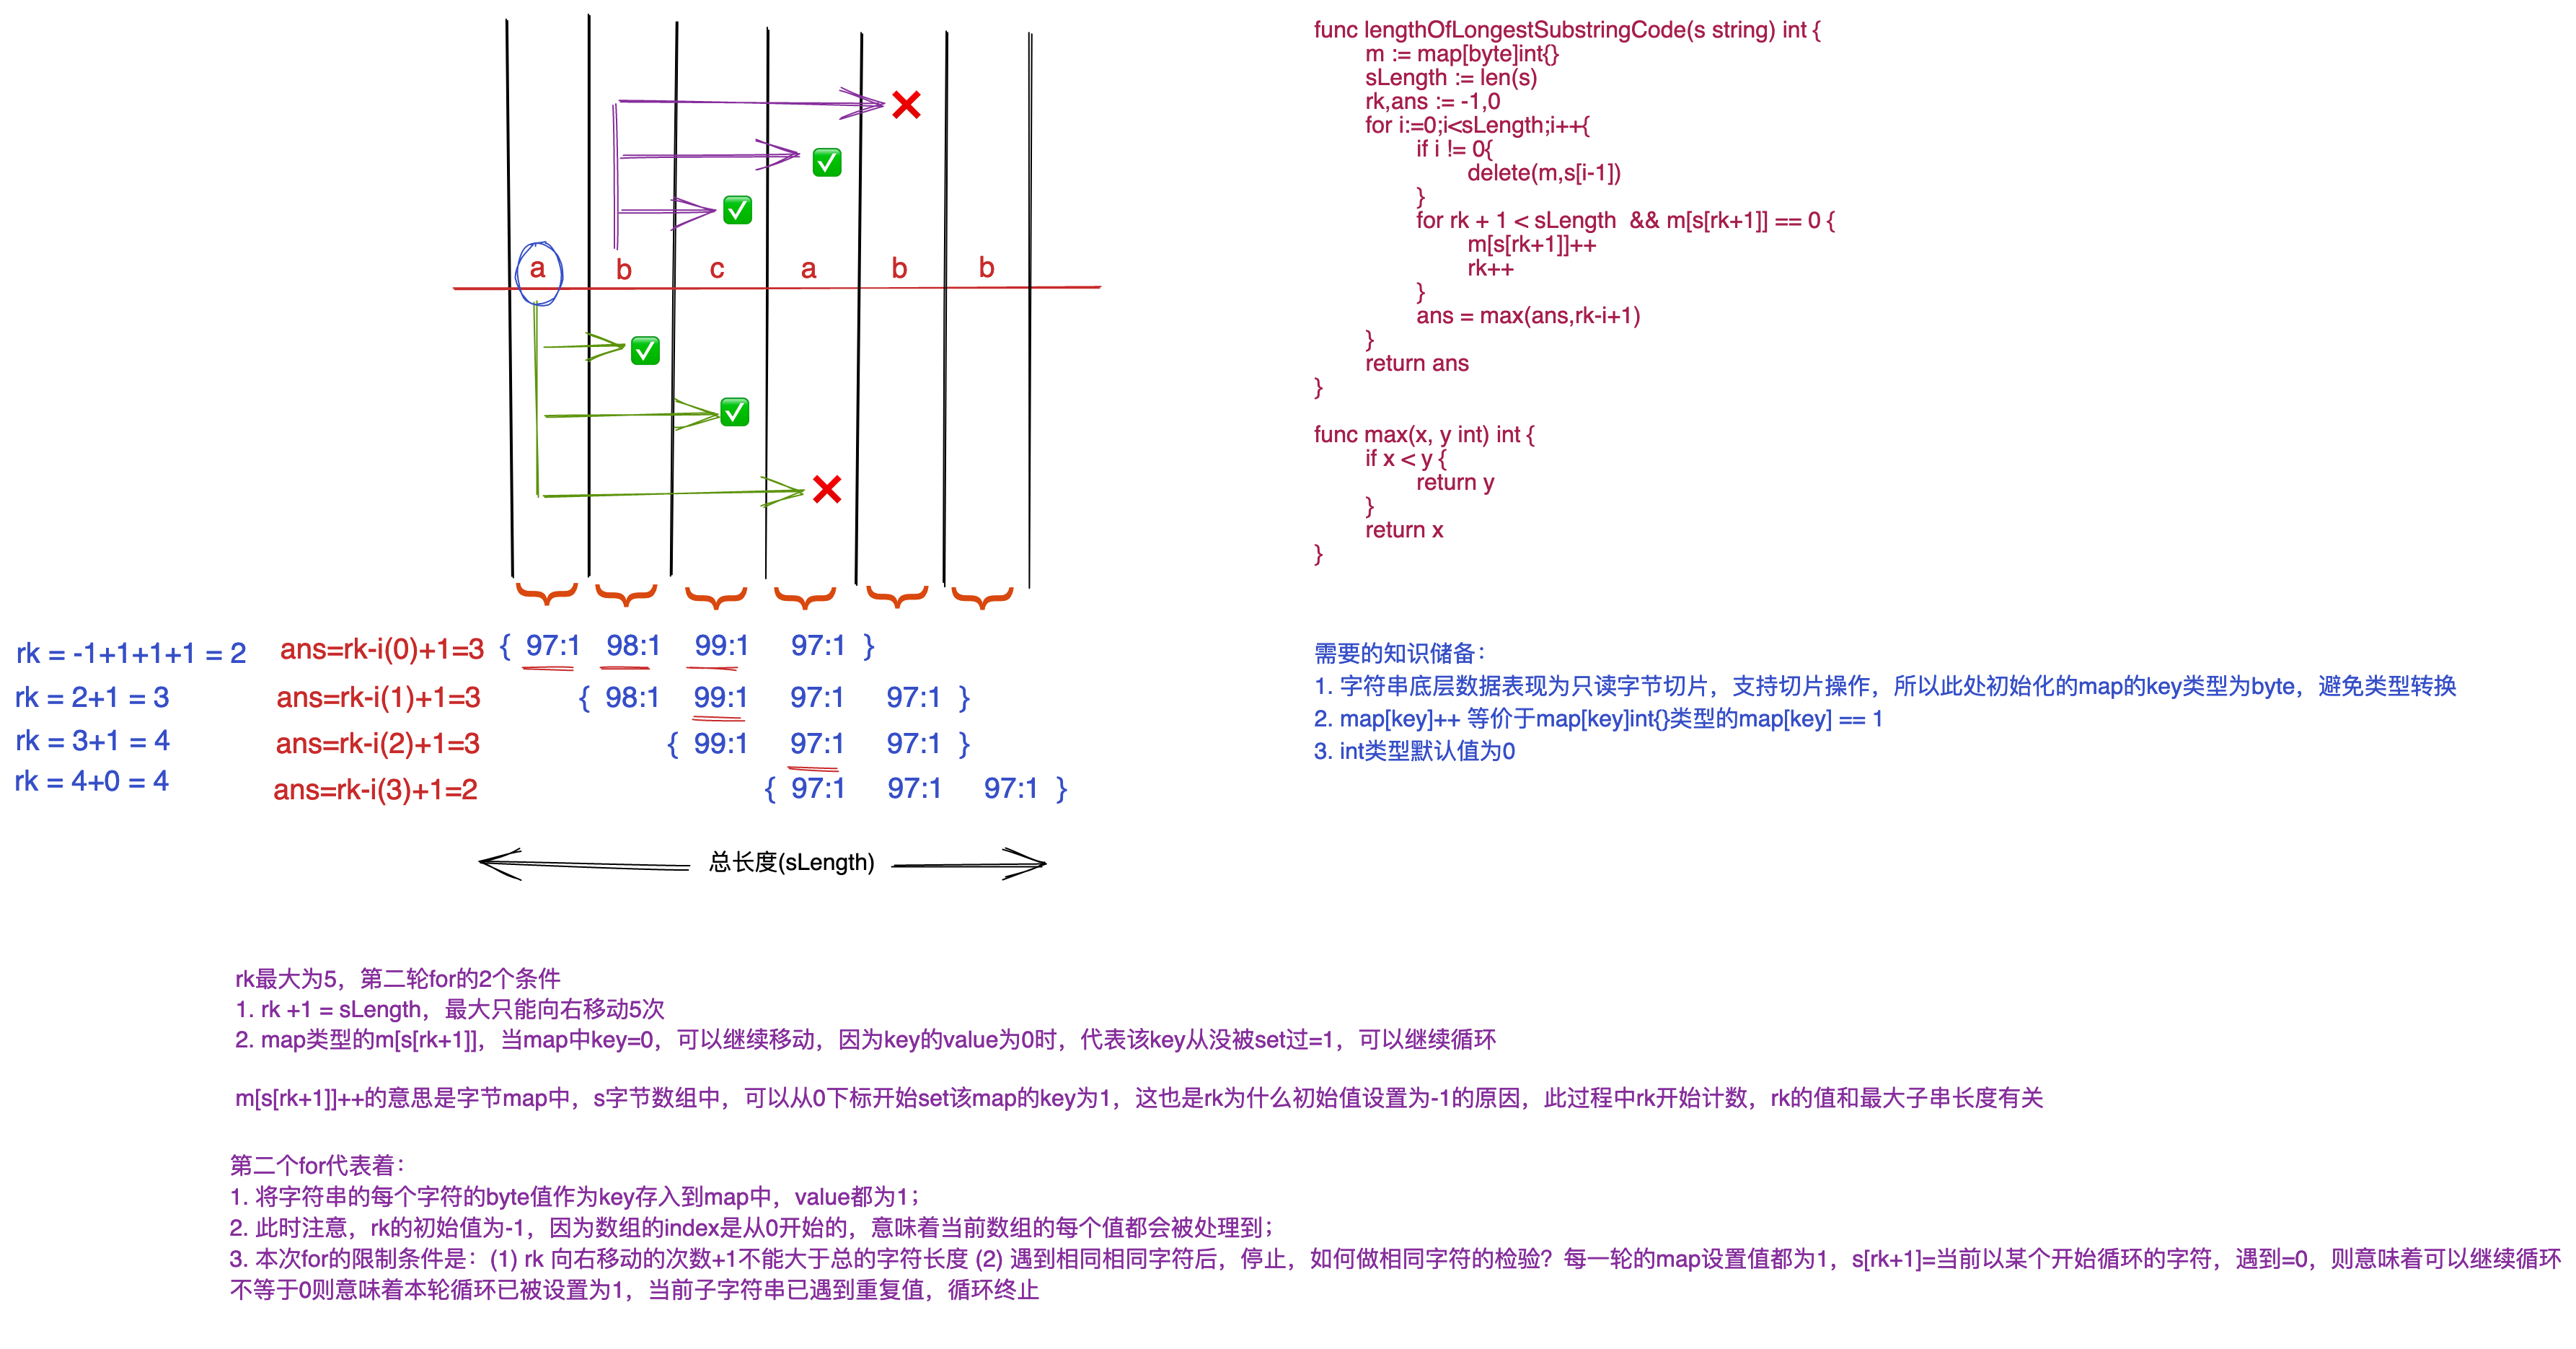 a b c a b b
rk = -1+1+1+1 = 2 ans=rk-i(0)+1=3 { 97:1 98:1 99:1 97:1 }
rk = 2+1 = 3 ans=rk-i(1)+1=3 { 98:1 99:1 97:1 97:1 }
rk = 3+1 = 4 ans=rk-i(2)+1=3 { 99:1 97:1 97:1 }
rk = 4+0 = 4 ans=rk-i(3)+1=2 { 97:1 97:1 97:1 }
总长度(sLength)
func lengthOfLongestSubstringCode(s string) int {
m := map[byte]int{}
sLength := len(s)
rk,ans := -1,0
for i:=0;i<sLength;i++{
if i != 0{
delete(m,s[i-1])
}
for rk + 1 < sLength && m[s[rk+1]] == 0 {
m[s[rk+1]]++
rk++
}
ans = max(ans,rk-i+1)
}
return ans
}
func max(x, y int) int {
if x < y {
return y
}
return x
}
需要的知识储备：
1. 字符串底层数据表现为只读字节切片，支持切片操作，所以此处初始化的map的key类型为byte，避免类型转换
2. map[key]++ 等价于map[key]int{}类型的map[key] == 1
3. int类型默认值为0
rk最大为5，第二轮for的2个条件
1. rk +1 = sLength，最大只能向右移动5次
2. map类型的m[s[rk+1]]，当map中key=0，可以继续移动，因为key的value为0时，代表该key从没被set过=1，可以继续循环
m[s[rk+1]]++的意思是字节map中，s字节数组中，可以从0下标开始set该map的key为1，这也是rk为什么初始值设置为-1的原因，此过程中rk开始计数，rk的值和最大子串长度有关
第二个for代表着：
1. 将字符串的每个字符的byte值作为key存入到map中，value都为1；
2. 此时注意，rk的初始值为-1，因为数组的index是从0开始的，意味着当前数组的每个值都会被处理到；
3. 本次for的限制条件是：(1) rk 向右移动的次数+1不能大于总的字符长度 (2) 遇到相同相同字符后，停止，如何做相同字符的检验？每一轮的map设置值都为1，s[rk+1]=当前以某个开始循环的字符，遇到=0，则意味着可以继续循环
不等于0则意味着本轮循环已被设置为1，当前子字符串已遇到重复值，循环终止